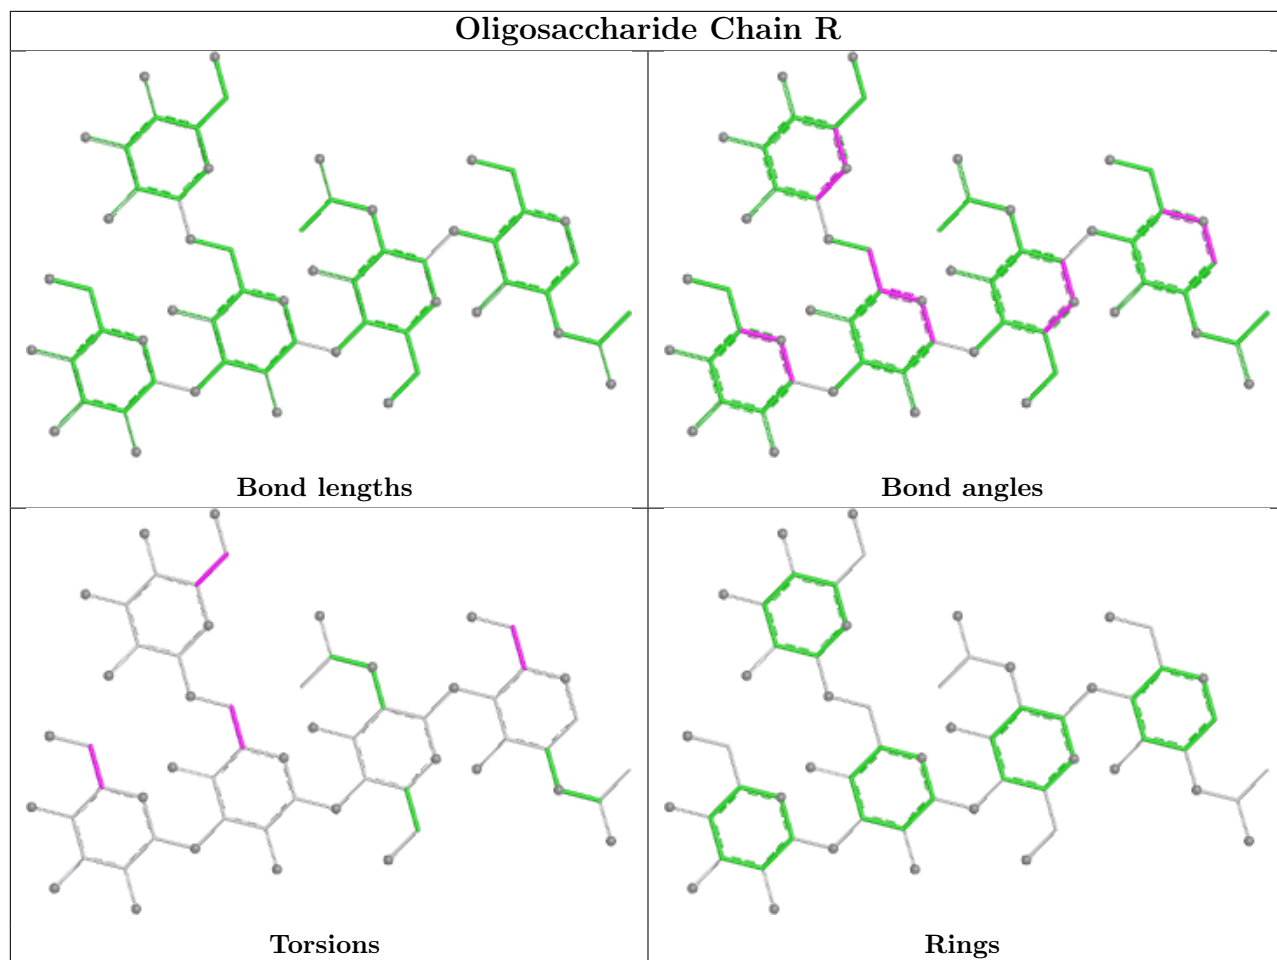 Oligosaccharide Chain R
Bond lengths
Bond angles
Torsions
Rings